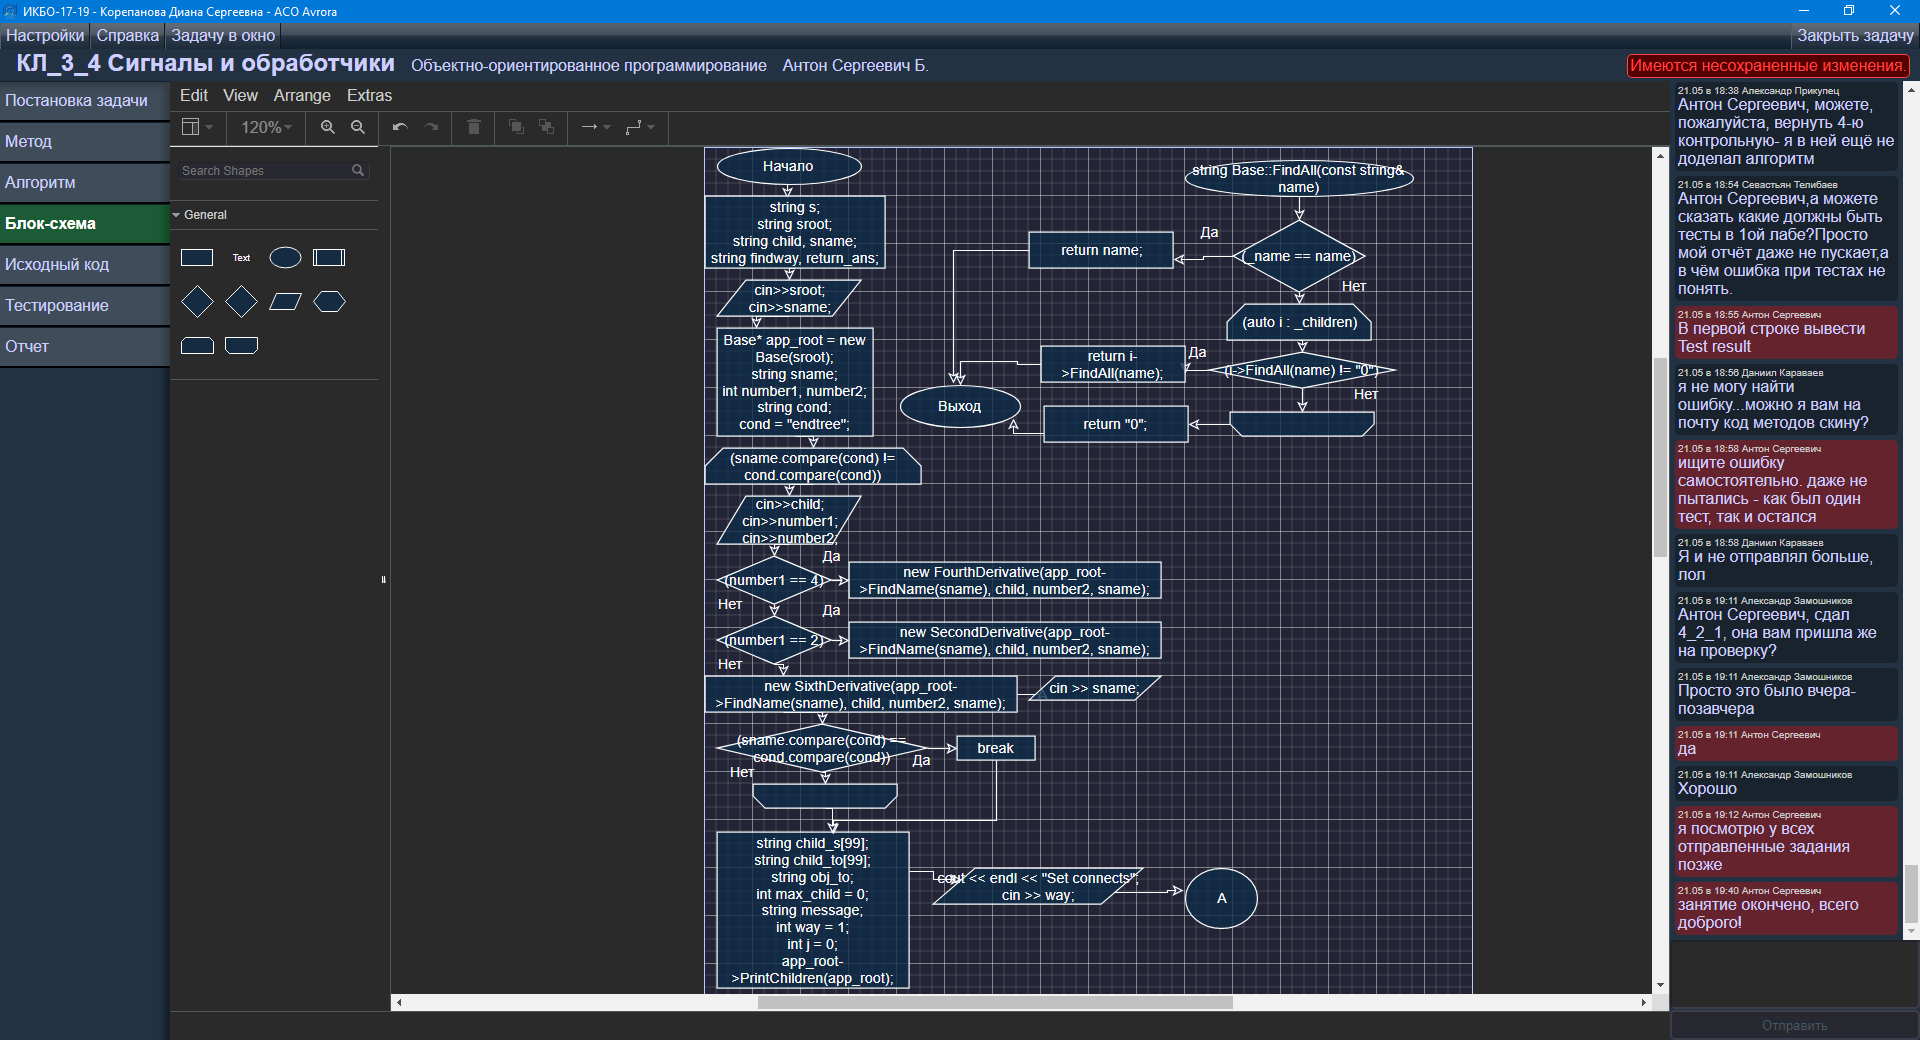 ИКБО-17-19 - Корепанова Диана Сергеевна - ACO Avrora
Настройки
Справка
Задачу в окно
Закрыть задачу
КЛ_3_4 Сигналы и обработчики
Объектно-ориентированное программирование
Антон Сергеевич Б.
Имеются несохраненные изменения.
Постановка задачи
Метод
Алгоритм
Блок-схема
Исходный код
Тестирование
Отчет
Edit
View
Arrange
Extras
120%
Search Shapes
General
Text
Начало
string s;
string sroot;
string child, sname;
string findway, return_ans;
cin>>sroot;
cin>>sname;
Base* app_root = new
Base(sroot);
string sname;
int number1, number2;
string cond;
cond = "endtree";
(sname.compare(cond) !=
cond.compare(cond))
cin>>child;
cin>>number1;
cin>>number2;
Да
(number1 == 4)
new FourthDerivative(app_root-
>FindName(sname), child, number2, sname);
Нет
Да
(number1 == 2)
new SecondDerivative(app_root-
>FindName(sname), child, number2, sname);
Нет
new SixthDerivative(app_root-
>FindName(sname), child, number2, sname);
cin >> sname;
(sname.compare(cond) ==
cond.compare(cond))
break
Да
Нет
string child_s[99];
string child_to[99];
string obj_to;
int max_child = 0;
string message;
int way = 1;
int j = 0;
app_root-
>PrintChildren(app_root);
cout << endl << "Set connects";
cin >> way;
A
string Base::FindAll(const string&
name)
Да
return name;
(_name == name)
Нет
(auto i : _children)
return i-
>FindAll(name);
Да
(i->FindAll(name) != "0")
Нет
Выход
return "0";
21.05 в 18:38 Александр Прикупец
Антон Сергеевич, можете,
пожалуйста, вернуть 4-ю
контрольную- я в ней ещё не
доделал алгоритм
21.05 в 18:54 Севастьян Телибаев
Антон Сергеевич,а можете
сказать какие должны быть
тесты в 1ой лабе?Просто
мой отчёт даже не пускает,а
в чём ошибка при тестах не
понять.
21.05 в 18:55 Антон Сергеевич
В первой строке вывести
Test result
21.05 в 18:56 Даниил Караваев
я не могу найти
ошибку...можно я вам на
почту код методов скину?
21.05 в 18:58 Антон Сергеевич
ищите ошибку
самостоятельно. даже не
пытались - как был один
тест, так и остался
21.05 в 18:58 Даниил Караваев
Я и не отправлял больше,
лол
21.05 в 19:11 Александр Замошников
Антон Сергеевич, сдал
4_2_1, она вам пришла же
на проверку?
21.05 в 19:11 Александр Замошников
Просто это было вчера-
позавчера
21.05 в 19:11 Антон Сергеевич
да
21.05 в 19:11 Александр Замошников
Хорошо
21.05 в 19:12 Антон Сергеевич
я посмотрю у всех
отправленные задания
позже
21.05 в 19:40 Антон Сергеевич
занятие окончено, всего
доброго!
Отправить